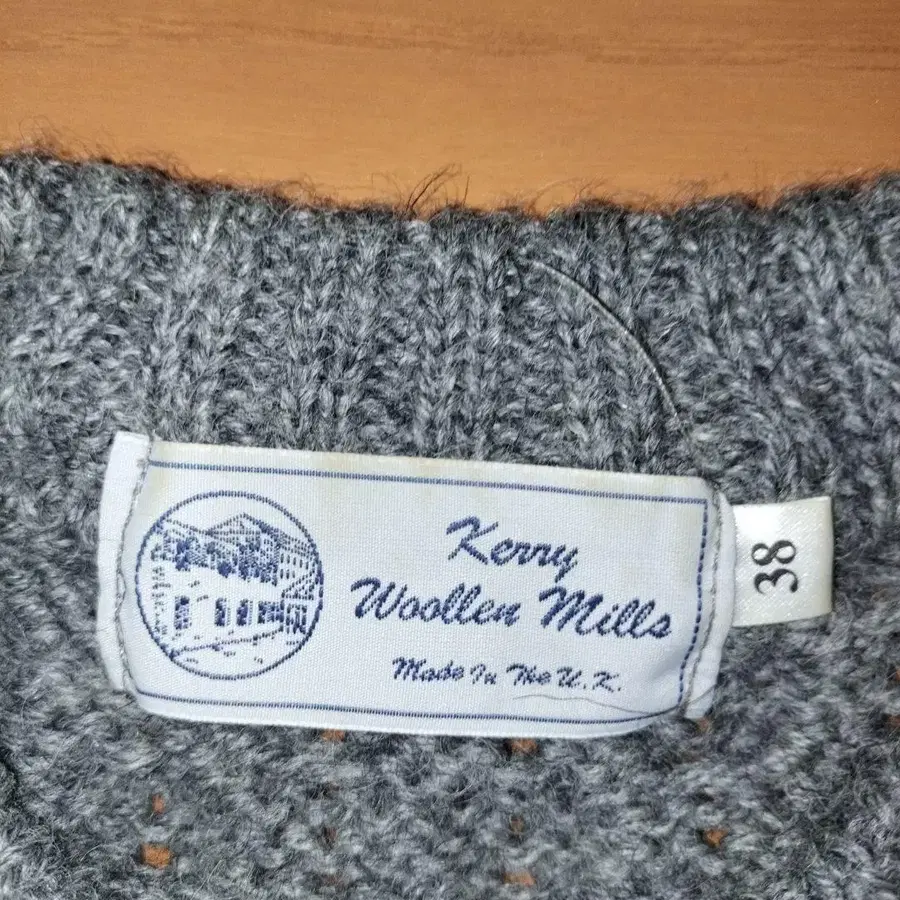 Kerry
Woollen Mills
Made In The U.K.
38